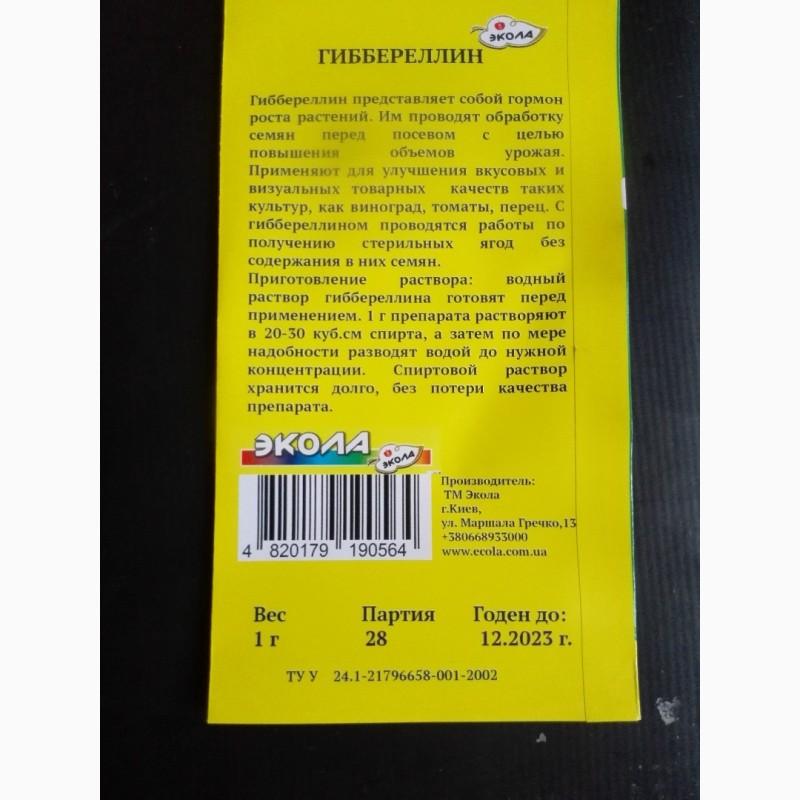 ЭКОЛА
ГИББЕРЕЛЛИН
Гиббереллин представляет собой гормон
роста растений. Им проводят обработку
семян перед посевом с целью
повышения объемов урожая.
Применяют для улучшения вкусовых и
визуальных товарных качеств таких
культур, как виноград, томаты, перец. С
гиббереллином проводятся работы по
получению стерильных ягод без
содержания в них семян.
Приготовление раствора: водный
раствор гиббереллина готовят перед
применением. 1 г препарата растворяют
в 20-30 куб.см спирта, а затем по мере
надобности разводят водой до нужной
концентрации. Спиртовой раствор
хранится долго, без потери качества
препарата.
ЭКОЛА
ЭКОЛА
Производитель:
ТМ Экола
г.Киев,
ул. Маршала Гречко,13
+380668933000
www.ecola.com.ua
4 820179 190564
Вес Партия Годен до:
1 г 28 12.2023 г.
ТУ У 24.1-21796658-001-2002